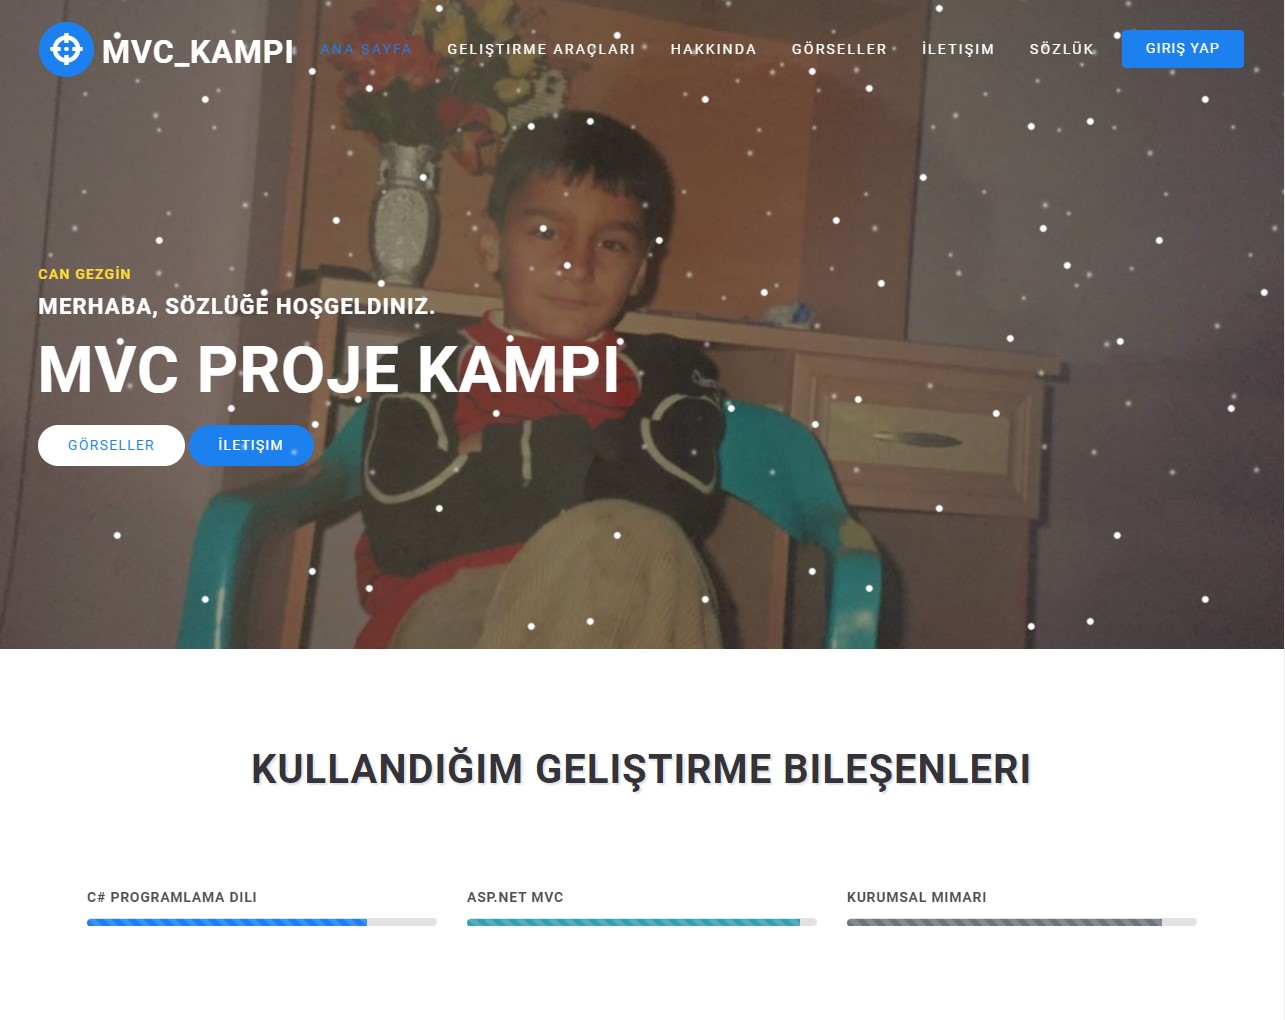 MVC_KAMPI
ANA SAYFA
GELIŞTIRME ARAÇLARI
HAKKINDA
GÖRSELLER
İLETIŞIM
SÖZLÜK
GIRIŞ YAP
CAN GEZGİN
MERHABA, SÖZLÜĞE HOŞGELDINIZ.
MVC PROJE KAMPI
GÖRSELLER
İLETIŞIM
KULLANDIĞIM GELIŞTIRME BILEŞENLERI
C# PROGRAMLAMA DILI
ASP.NET MVC
KURUMSAL MIMARI